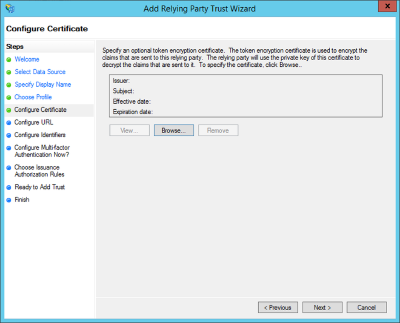 Add Relying Party Trust Wizard
Configure Certificate
Steps
Welcome
Select Data Source
Specify Display Name
Choose Profile
Configure Certificate
Configure URL
Configure Identifiers
Configure Multi-factor
Authentication Now?
Choose Issuance
Authorization Rules
Ready to Add Trust
Finish
Specify an optional token encryption certificate. The token encryption certificate is used to encrypt the
claims that are sent to this relying party. The relying party will use the private key of this certificate to
decrypt the claims that are sent to it. To specify the certificate, click Browse..
Issuer:
Subject:
Effective date:
Expiration date:
View...
Browse...
Remove
< Previous
Next >
Cancel